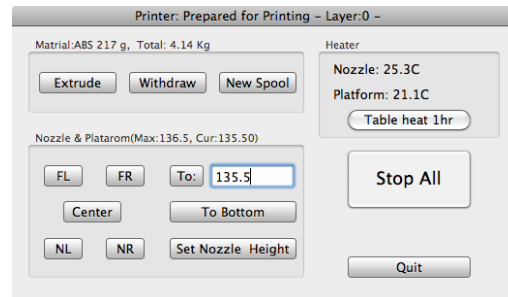 Printer: Prepared for Printing – Layer:0 –
Matrial:ABS 217 g, Total: 4.14 Kg
Extrude Withdraw New Spool
Heater
Nozzle: 25.3C
Platform: 21.1C
Table heat 1hr
Nozzle & Platarom(Max:136.5, Cur:135.50)
FL FR To: 135.5
Center To Bottom
NL NR Set Nozzle Height
Stop All
Quit